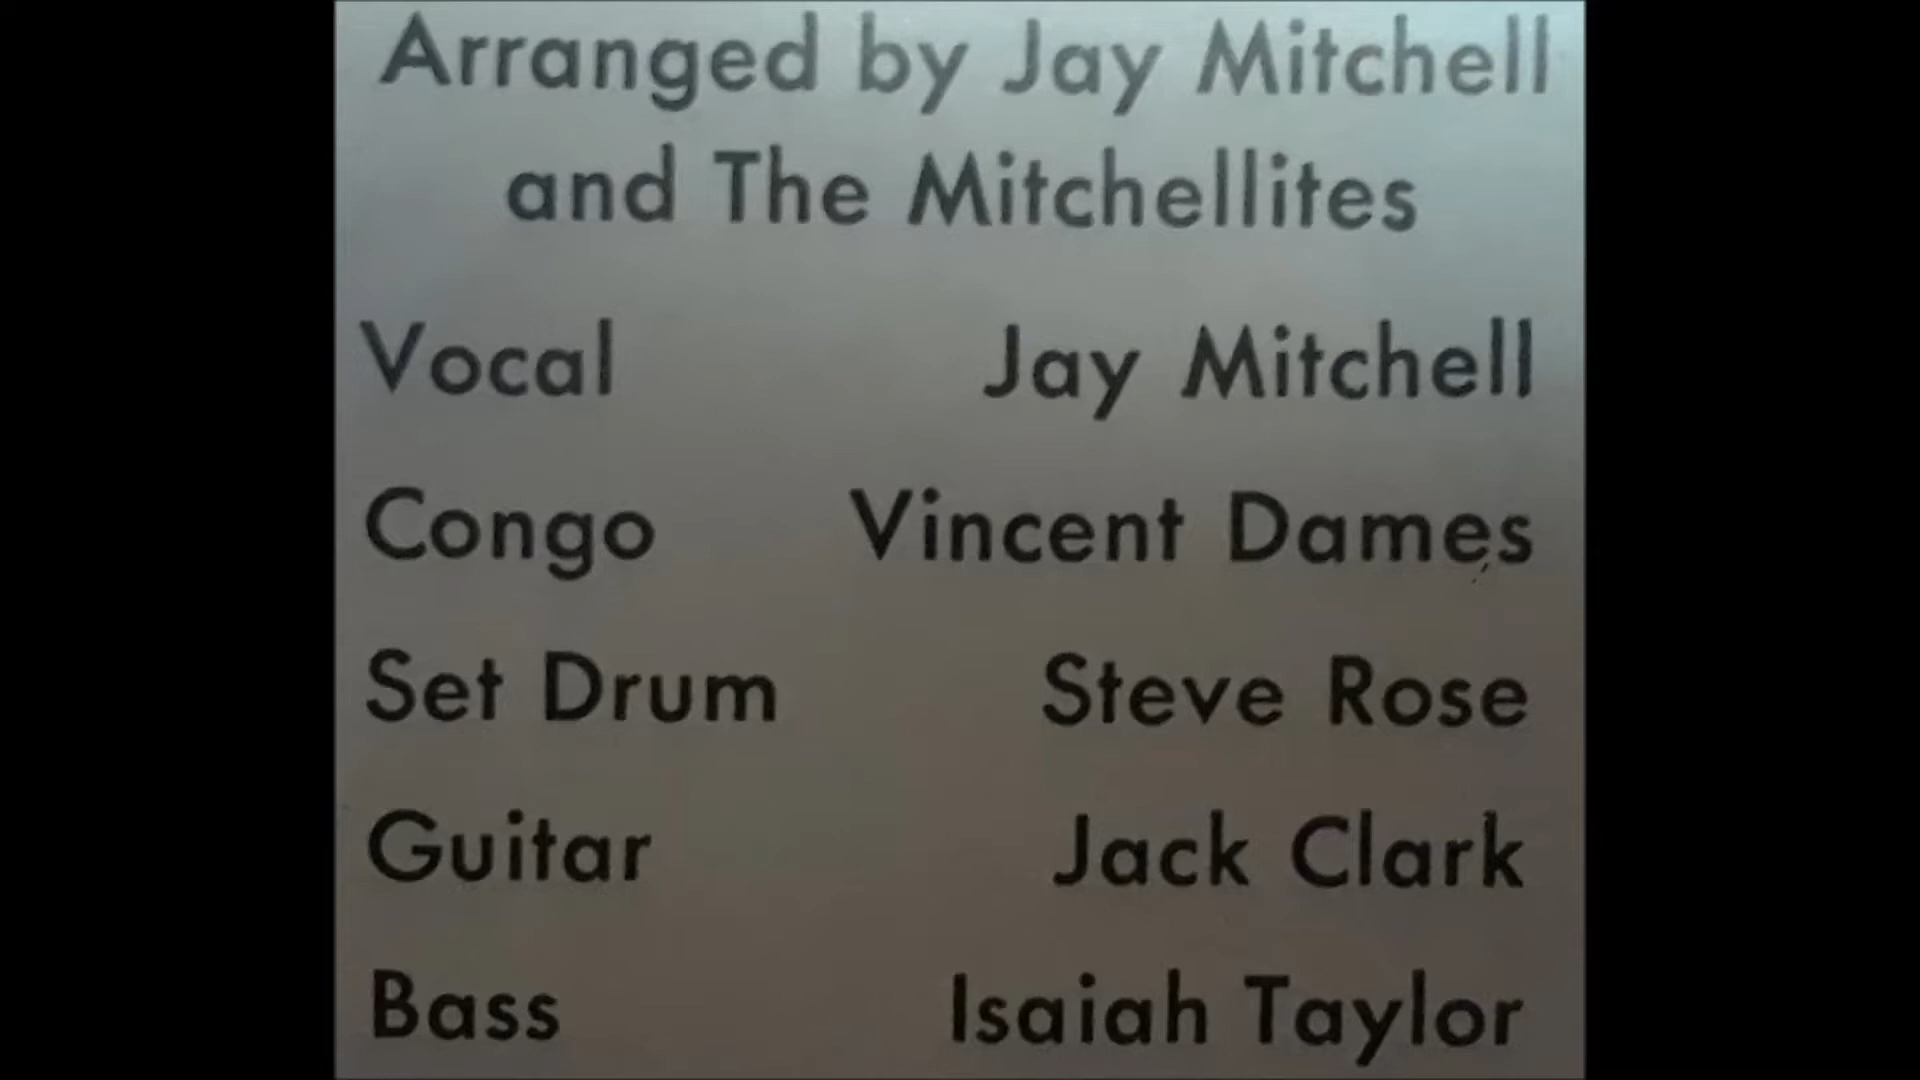 Arranged by Jay Mitchell
and The Mitchellites
Vocal Jay Mitchell
Congo Vincent Dames
Set Drum Steve Rose
Guitar Jack Clark
Bass Isaiah Taylor